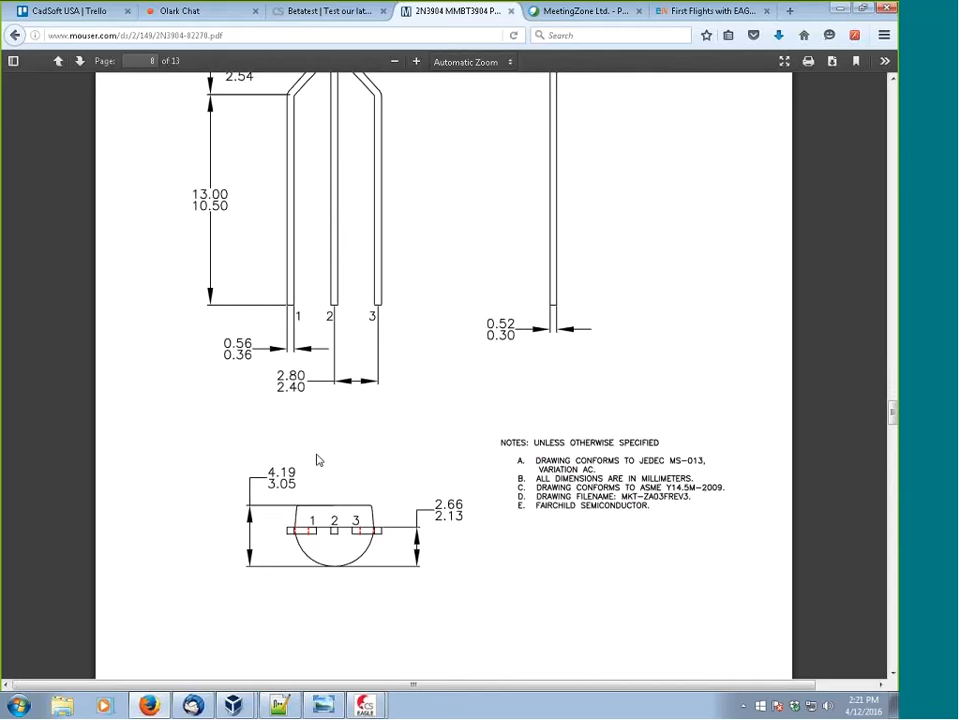 CadSoft USA | Trello
Olark Chat
Betatest | Test our lat...
2N3904 MMBT3904 P...
MeetingZone Ltd. - P...
First Flights with EAG...
www.mouser.com/ds/2/149/2N3904-82270.pdf
Search
Page: 8 of 13
Automatic Zoom
2.54
13.00
10.50
1 2 3
0.56
0.36
2.80
2.40
0.52
0.30
4.19
3.05
1 2 3
2.66
2.13
NOTES: UNLESS OTHERWISE SPECIFIED
A. DRAWING CONFORMS TO JEDEC MS-013,
VARIATION AC.
B. ALL DIMENSIONS ARE IN MILLIMETERS.
C. DRAWING CONFORMS TO ASME Y14.5M-2009.
D. DRAWING FILENAME: MKT-ZA03FREV3.
E. FAIRCHILD SEMICONDUCTOR.
CS
EAGLE
2:21 PM
4/12/2016